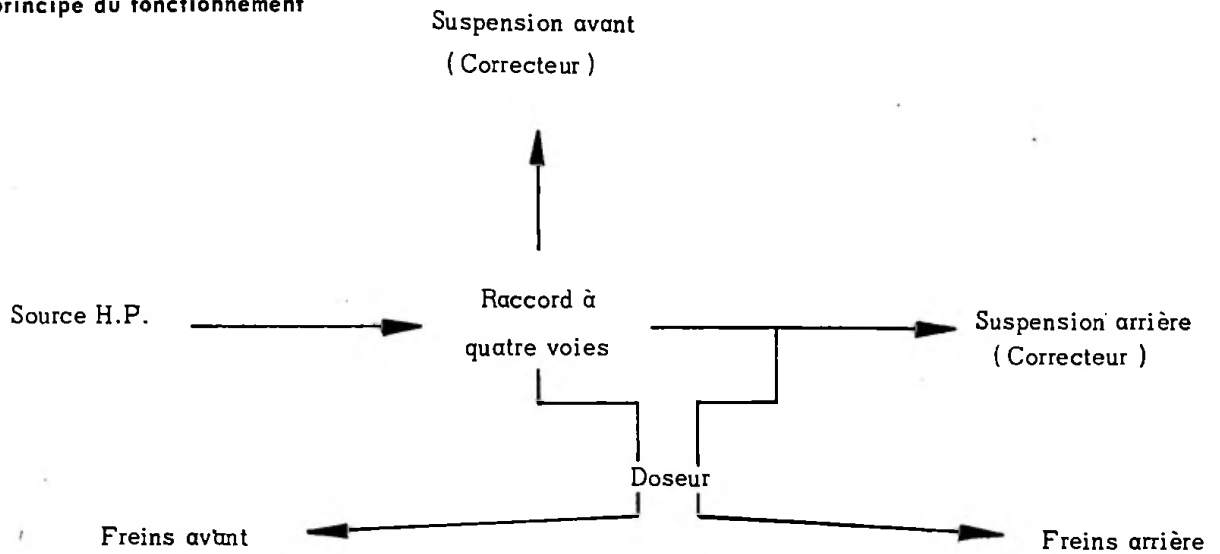 principe du fonctionnement
Suspension avant
( Correcteur )
Source H.P.
Raccord à
quatre voies
Suspension arrière
( Correcteur )
Doseur
Freins avant
Freins arrière